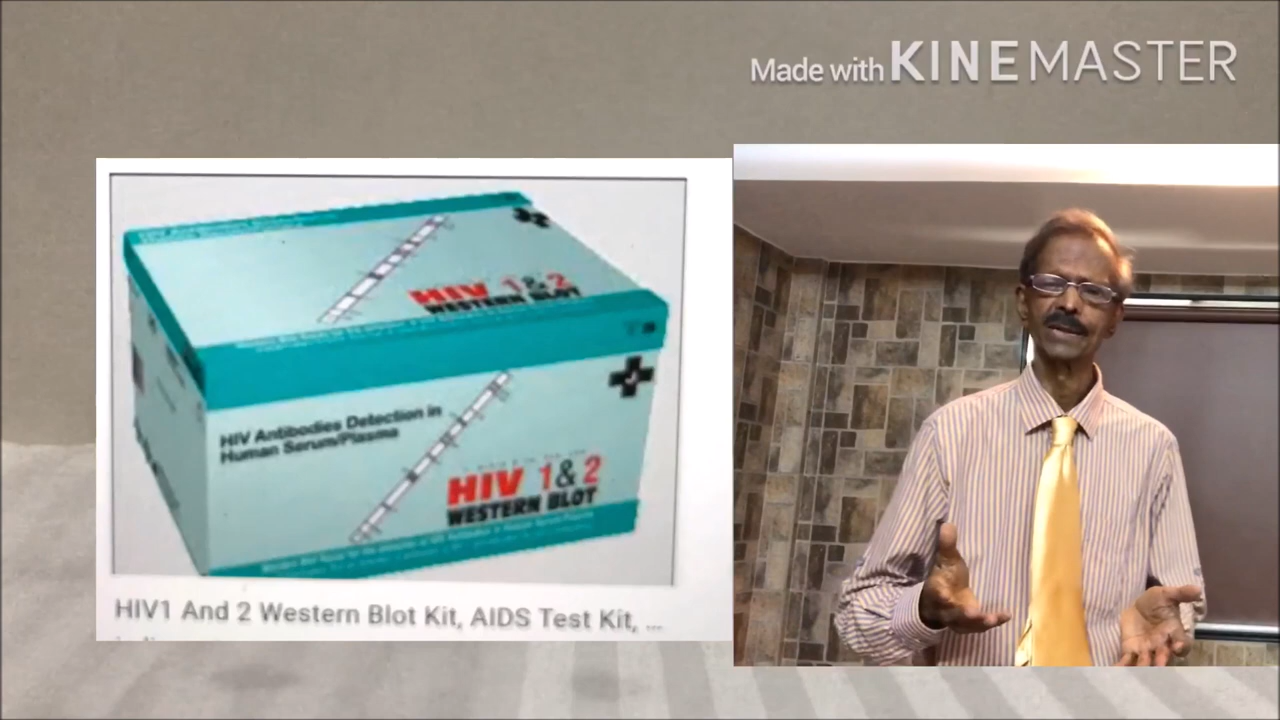 Made with KINEMASTER
HIV 1 & 2
WESTERN BLOT
HIV Antibodies Detection in
Human Serum/Plasma
HIV 1 & 2
WESTERN BLOT
HIV1 And 2 Western Blot Kit, AIDS Test Kit, ...